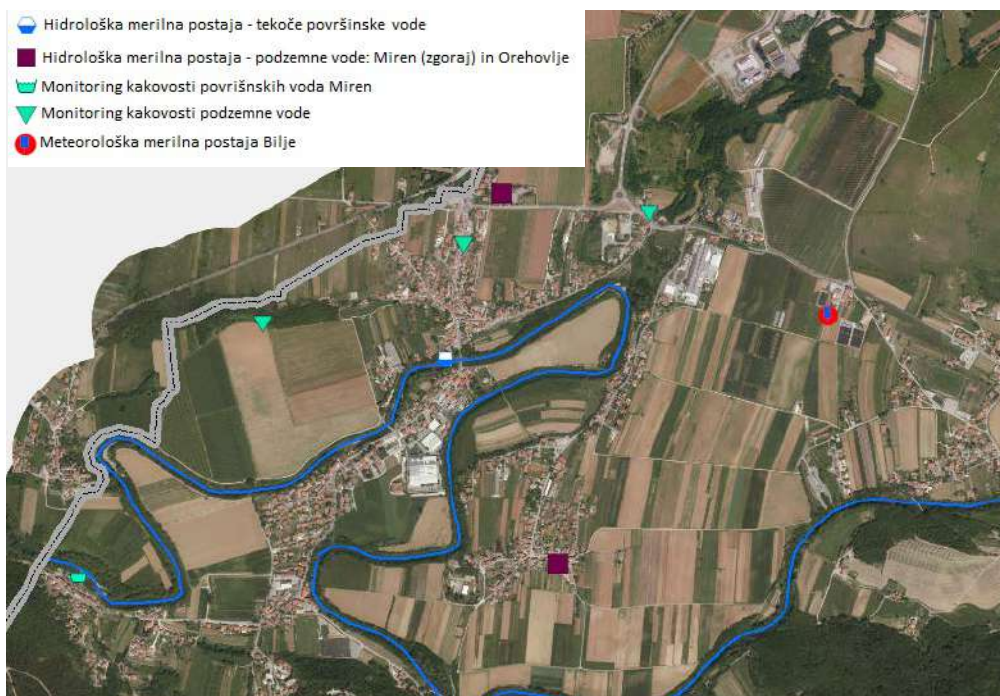 Hidrološka merilna postaja - tekoče površinske vode
Hidrološka merilna postaja - podzemne vode: Miren (zgoraj) in Orehovlje
Monitoring kakovosti povrišnskih voda Miren
Monitoring kakovosti podzemne vode
Meteorološka merilna postaja Bilje